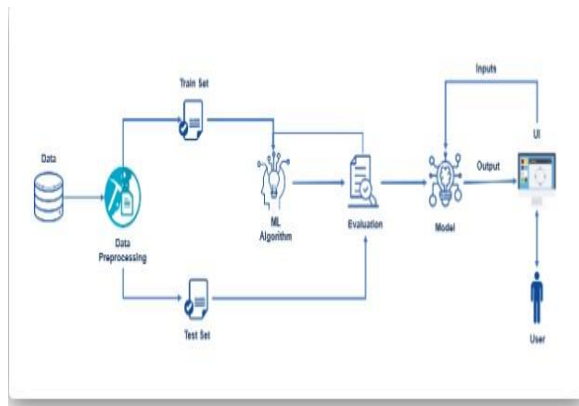 Train Set
Inputs
Data
UI
Output
ML
Algorithm
Evaluation
Model
Data
Preprocessing
Test Set
User